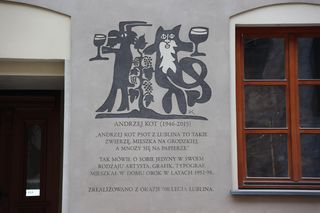 ANDRZEJ KOT (1946-2015)
„ANDRZEJ KOT PSOT Z LUBLINA TO TAKIE
ZWIERZĘ, MIESZKA NA GRODZKIEJ,
A MNOŻY SIĘ NA PAPIERZE"
TAK MÓWIŁ O SOBIE JEDYNY W SWOIM
RODZAJU ARTYSTA, GRAFIK, TYPOGRAF.
MIESZKAŁ W DOMU OBOK W LATACH 1952-98.
ZREALIZOWANO Z OKAZJI 700-LECIA LUBLINA.